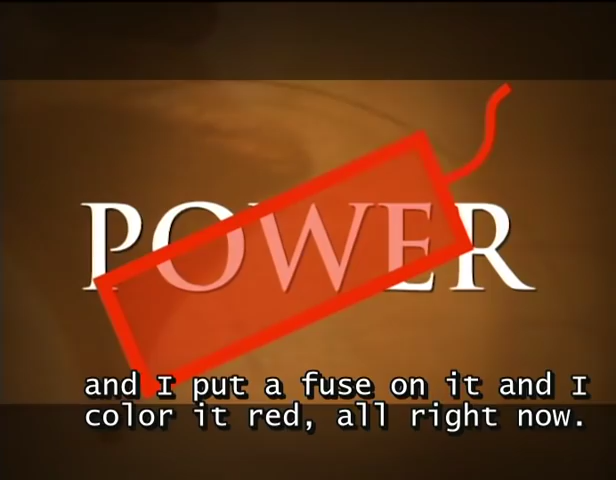 POWER
and I put a fuse on it and I
color it red, all right now.